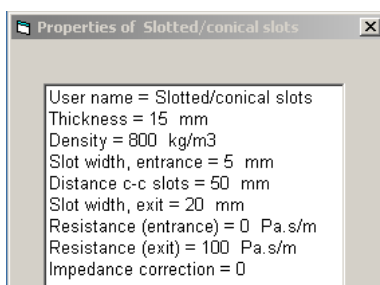 Properties of Slotted/conical slots
User name = Slotted/conical slots
Thickness = 15 mm
Density = 800 kg/m3
Slot width, entrance = 5 mm
Distance c-c slots = 50 mm
Slot width, exit = 20 mm
Resistance (entrance) = 0 Pa.s/m
Resistance (exit) = 100 Pa.s/m
Impedance correction = 0